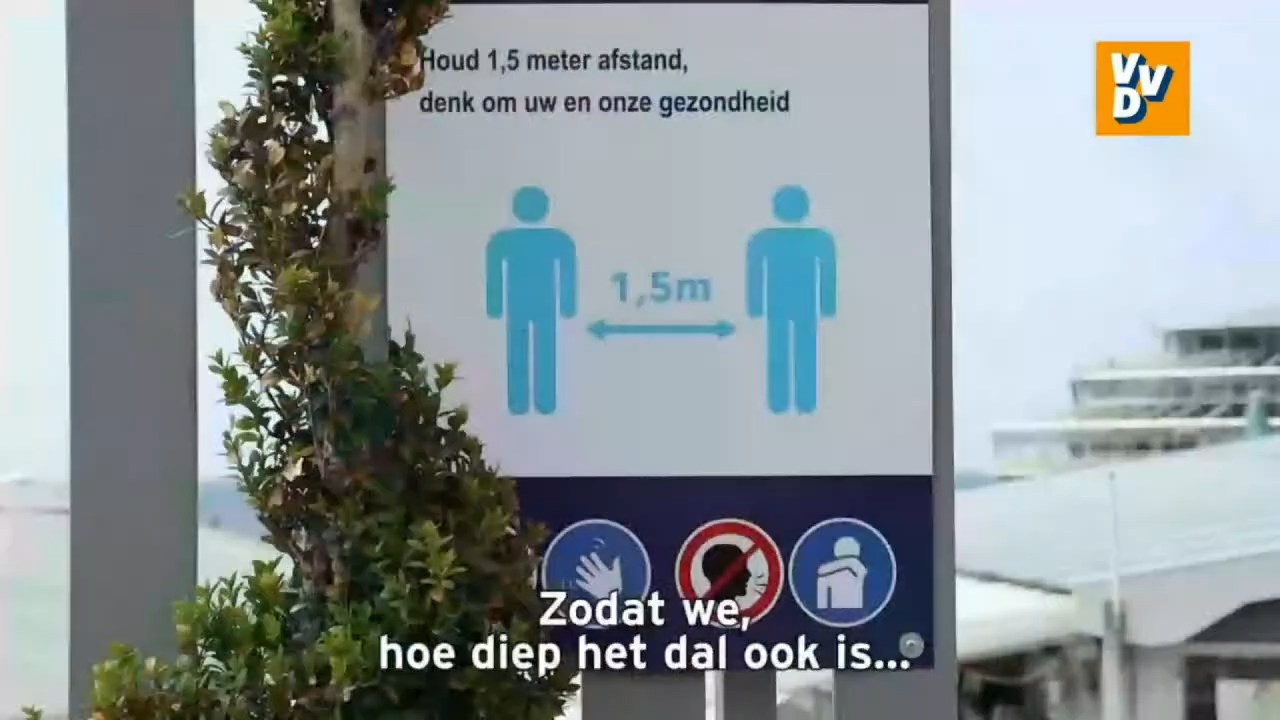 Houd 1,5 meter afstand,
denk om uw en onze gezondheid
VVD
1,5m
Zodat we,
hoe diep het dal ook is...